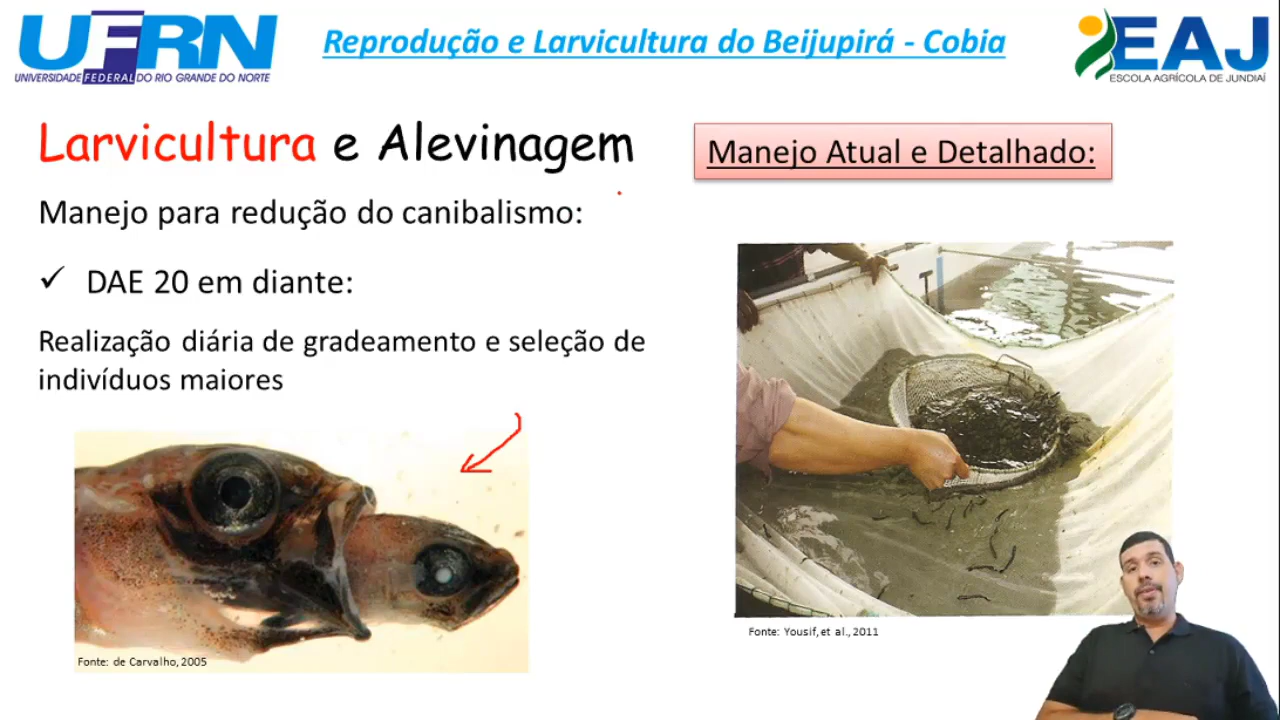 UFRN
UNIVERSIDADE FEDERAL DO RIO GRANDE DO NORTE
Reprodução e Larvicultura do Beijupirá - Cobia
EAJ
ESCOLA AGRÍCOLA DE JUNDIAÍ
Larvicultura e Alevinagem
Manejo Atual e Detalhado:
Manejo para redução do canibalismo:
✓ DAE 20 em diante:
Realização diária de gradeamento e seleção de
indivíduos maiores
Fonte: de Carvalho, 2005
Fonte: Yousif, et al., 2011